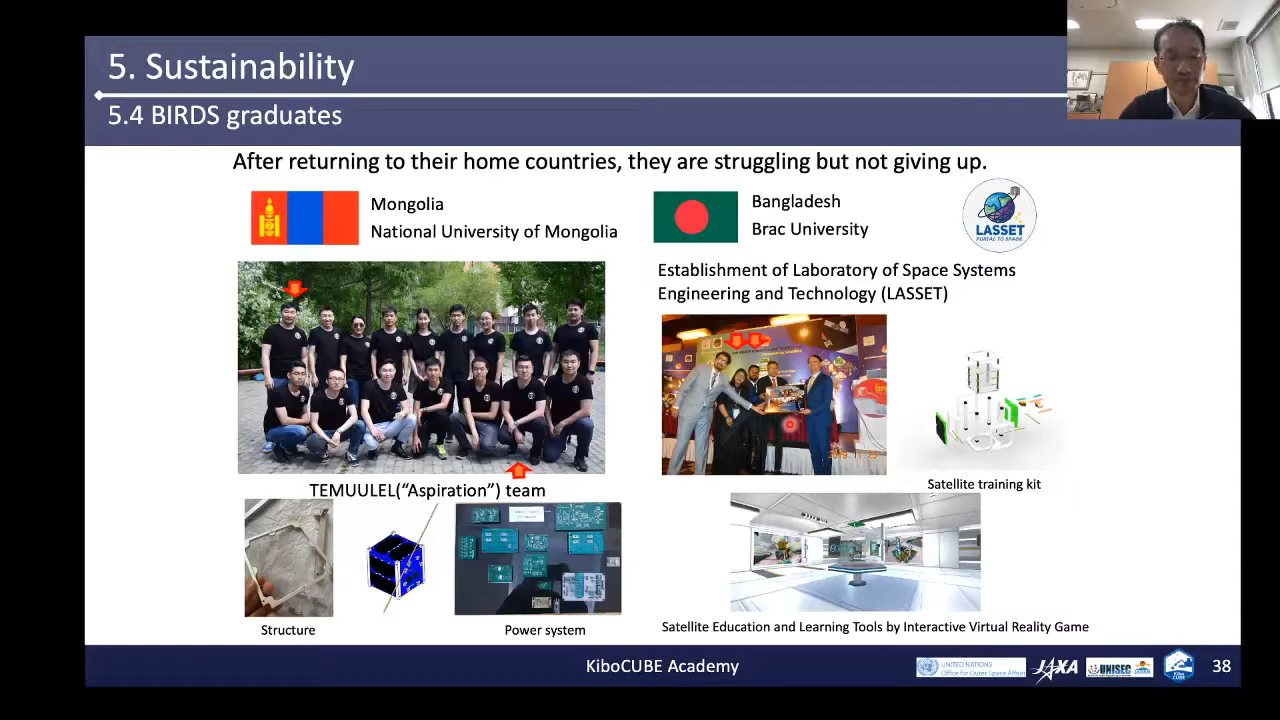 5. Sustainability
5.4 BIRDS graduates
After returning to their home countries, they are struggling but not giving up.
Mongolia
National University of Mongolia
Bangladesh
Brac University
LASSET
PORTAL TO SPACE
Establishment of Laboratory of Space Systems
Engineering and Technology (LASSET)
TEMUULEL(“Aspiration”) team
Satellite training kit
Structure
Power system
Satellite Education and Learning Tools by Interactive Virtual Reality Game
KiboCUBE Academy
UNITED NATIONS
Office for Outer Space Affairs
JAXA
UNISEC
38